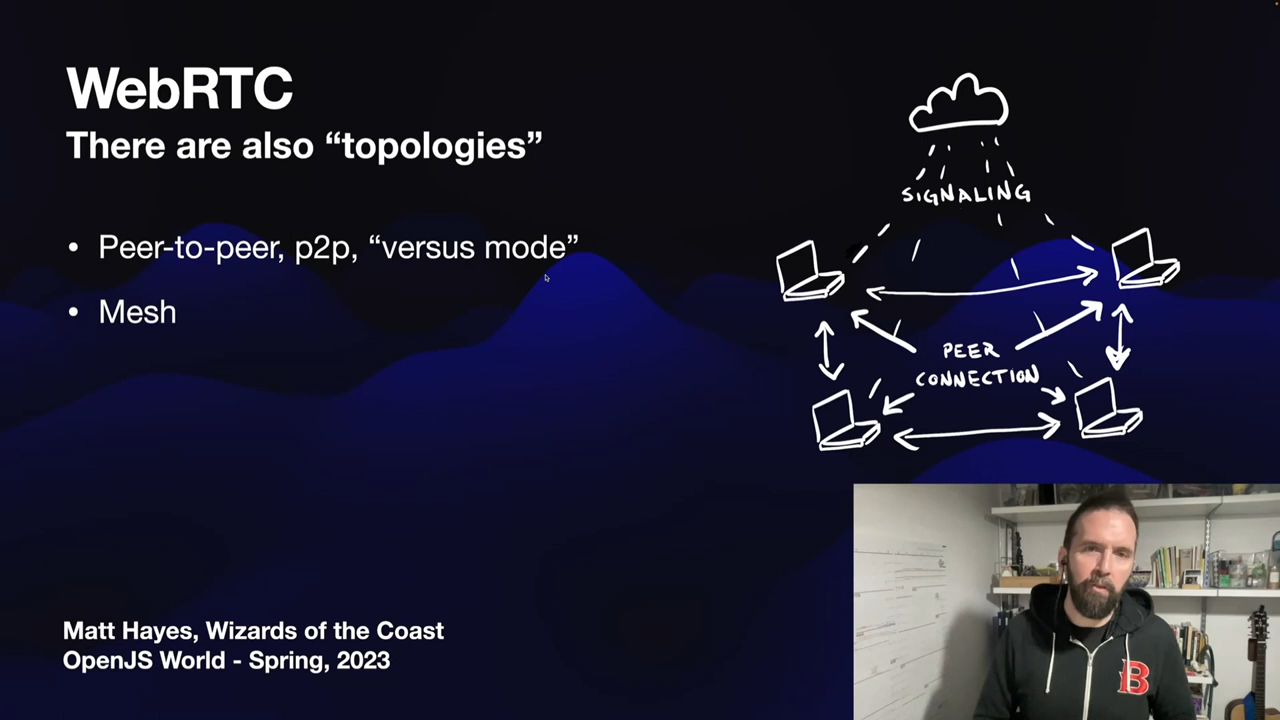 WebRTC
There are also “topologies”
• Peer-to-peer, p2p, “versus mode”
• Mesh
SIGNALING
PEER
CONNECTION
Matt Hayes, Wizards of the Coast
OpenJS World - Spring, 2023
B